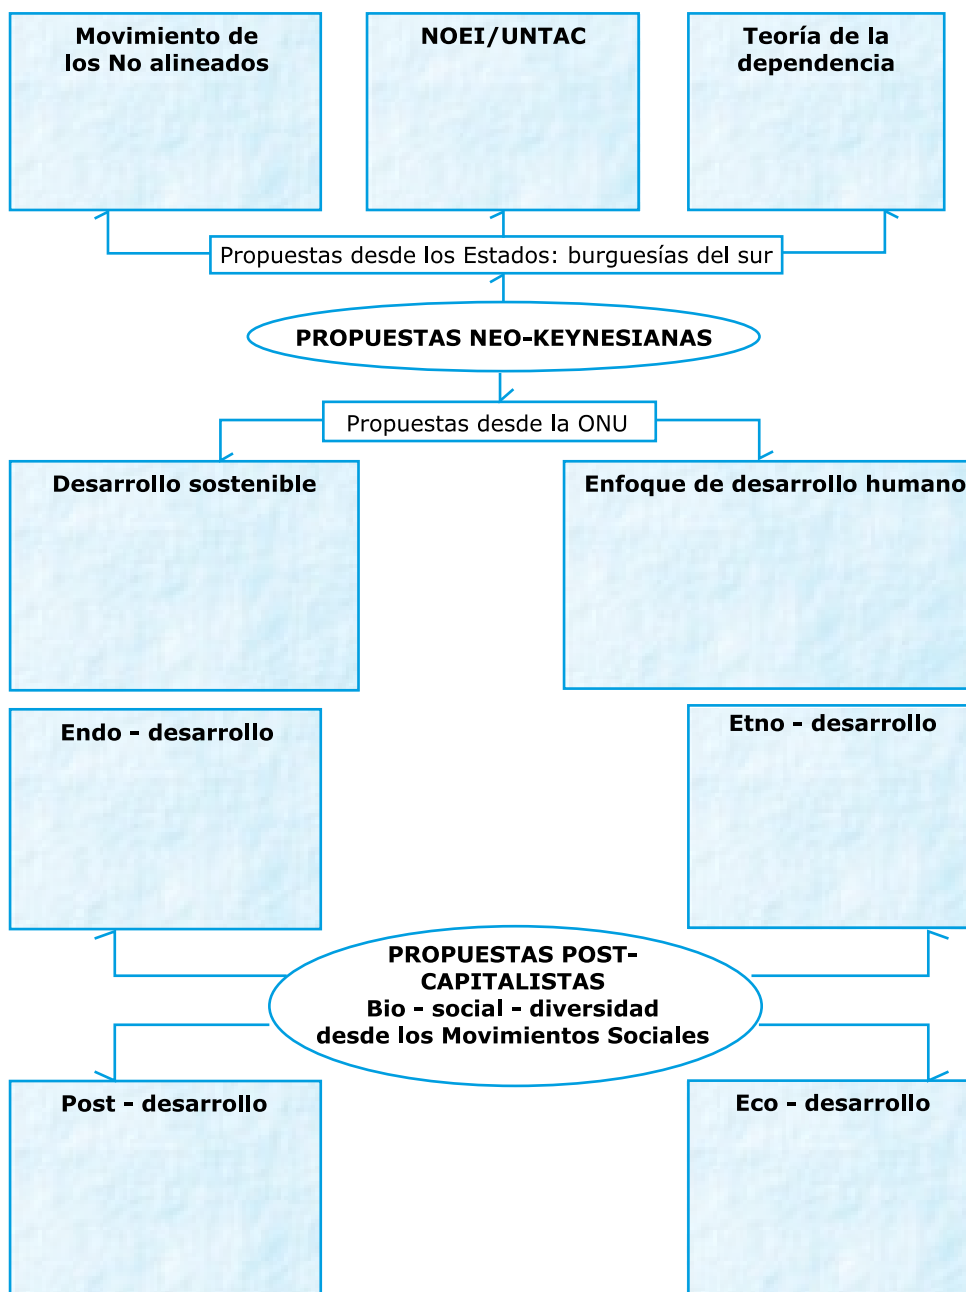 Movimiento de
los No alineados
NOEI/UNTAC
Teoría de la
dependencia
Propuestas desde los Estados: burguesías del sur
PROPUESTAS NEO-KEYNESIANAS
Propuestas desde la ONU
Desarrollo sostenible
Enfoque de desarrollo humano
Endo - desarrollo
Etno - desarrollo
PROPUESTAS POST-
CAPITALISTAS
Bio - social - diversidad
desde los Movimientos Sociales
Post - desarrollo
Eco - desarrollo